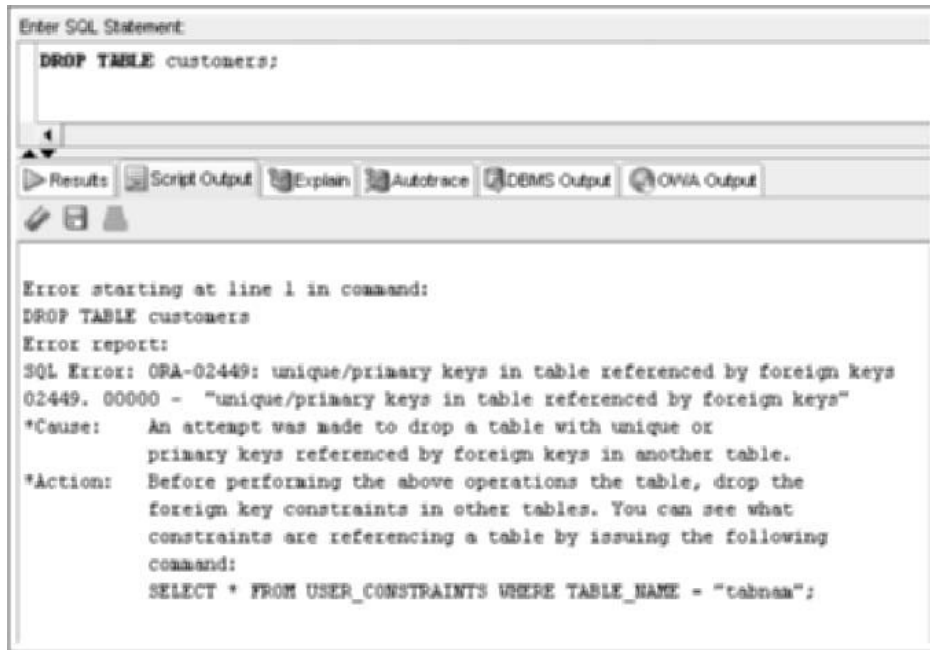 Enter SQL Statement:
DROP TABLE customers;
Results Script Output Explain Autotrace DBMS Output OWA Output
Error starting at line 1 in command:
DROP TABLE customers
Error report:
SQL Error: ORA-02449: unique/primary keys in table referenced by foreign keys
02449. 00000 -  "unique/primary keys in table referenced by foreign keys"
*Cause:    An attempt was made to drop a table with unique or
primary keys referenced by foreign keys in another table.
*Action:   Before performing the above operations the table, drop the
foreign key constraints in other tables. You can see what
constraints are referencing a table by issuing the following
command:
SELECT * FROM USER_CONSTRAINTS WHERE TABLE_NAME = "tabnam";